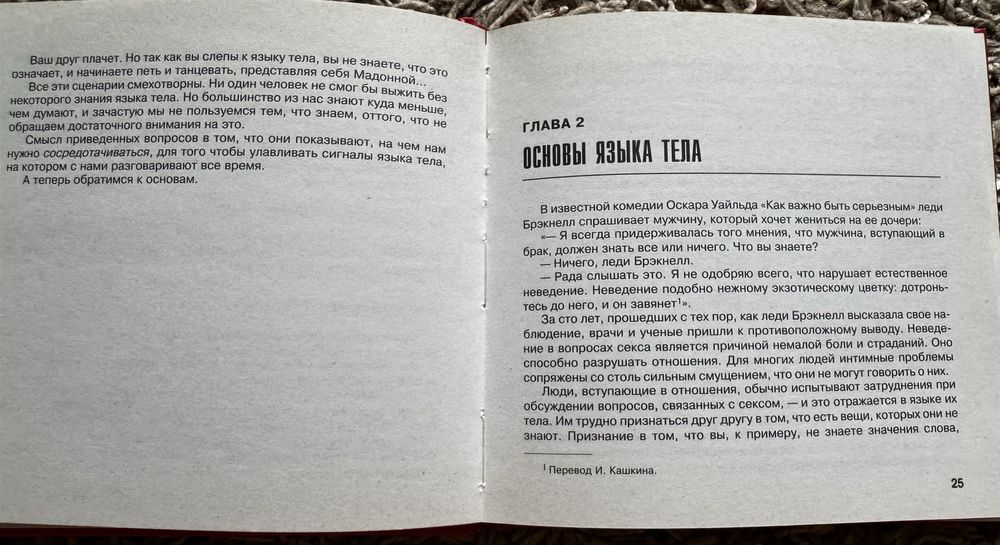 Ваш друг плачет. Но так как вы слепы к языку тела, вы не знаете, что это
означает, и начинаете петь и танцевать, представляя себя Мадонной...
Все эти сценарии смехотворны. Ни один человек не смог бы выжить без
некоторого знания языка тела. Но большинство из нас знают куда меньше,
чем думают, и зачастую мы не пользуемся тем, что знаем, оттого, что не
обращаем достаточного внимания на это.
Смысл приведенных вопросов в том, что они показывают, на чем нам
нужно сосредотачиваться, для того чтобы улавливать сигналы языка тела,
на котором с нами разговаривают все время.
А теперь обратимся к основам.
ГЛАВА 2
ОСНОВЫ ЯЗЫКА ТЕЛА
В известной комедии Оскара Уайльда «Как важно быть серьезным» леди
Брэкнелл спрашивает мужчину, который хочет жениться на ее дочери:
«— Я всегда придерживалась того мнения, что мужчина, вступающий в
брак, должен знать все или ничего. Что вы знаете?
— Ничего, леди Брэкнелл.
— Рада слышать это. Я не одобряю всего, что нарушает естественное
неведение. Неведение подобно нежному экзотическому цветку: дотронь-
тесь до него, и он завянет¹».
За сто лет, прошедших с тех пор, как леди Брэкнелл высказала свое на-
блюдение, врачи и ученые пришли к противоположному выводу. Неведе-
ние в вопросах секса является причиной немалой боли и страданий. Оно
способно разрушать отношения. Для многих людей интимные проблемы
сопряжены со столь сильным смущением, что они не могут говорить о них.
Люди, вступающие в отношения, обычно испытывают затруднения при
обсуждении вопросов, связанных с сексом, — и это отражается в языке их
тела. Им трудно признаться друг другу в том, что есть вещи, которых они не
знают. Признание в том, что вы, к примеру, не знаете значения слова,
¹ Перевод И. Кашкина.
25